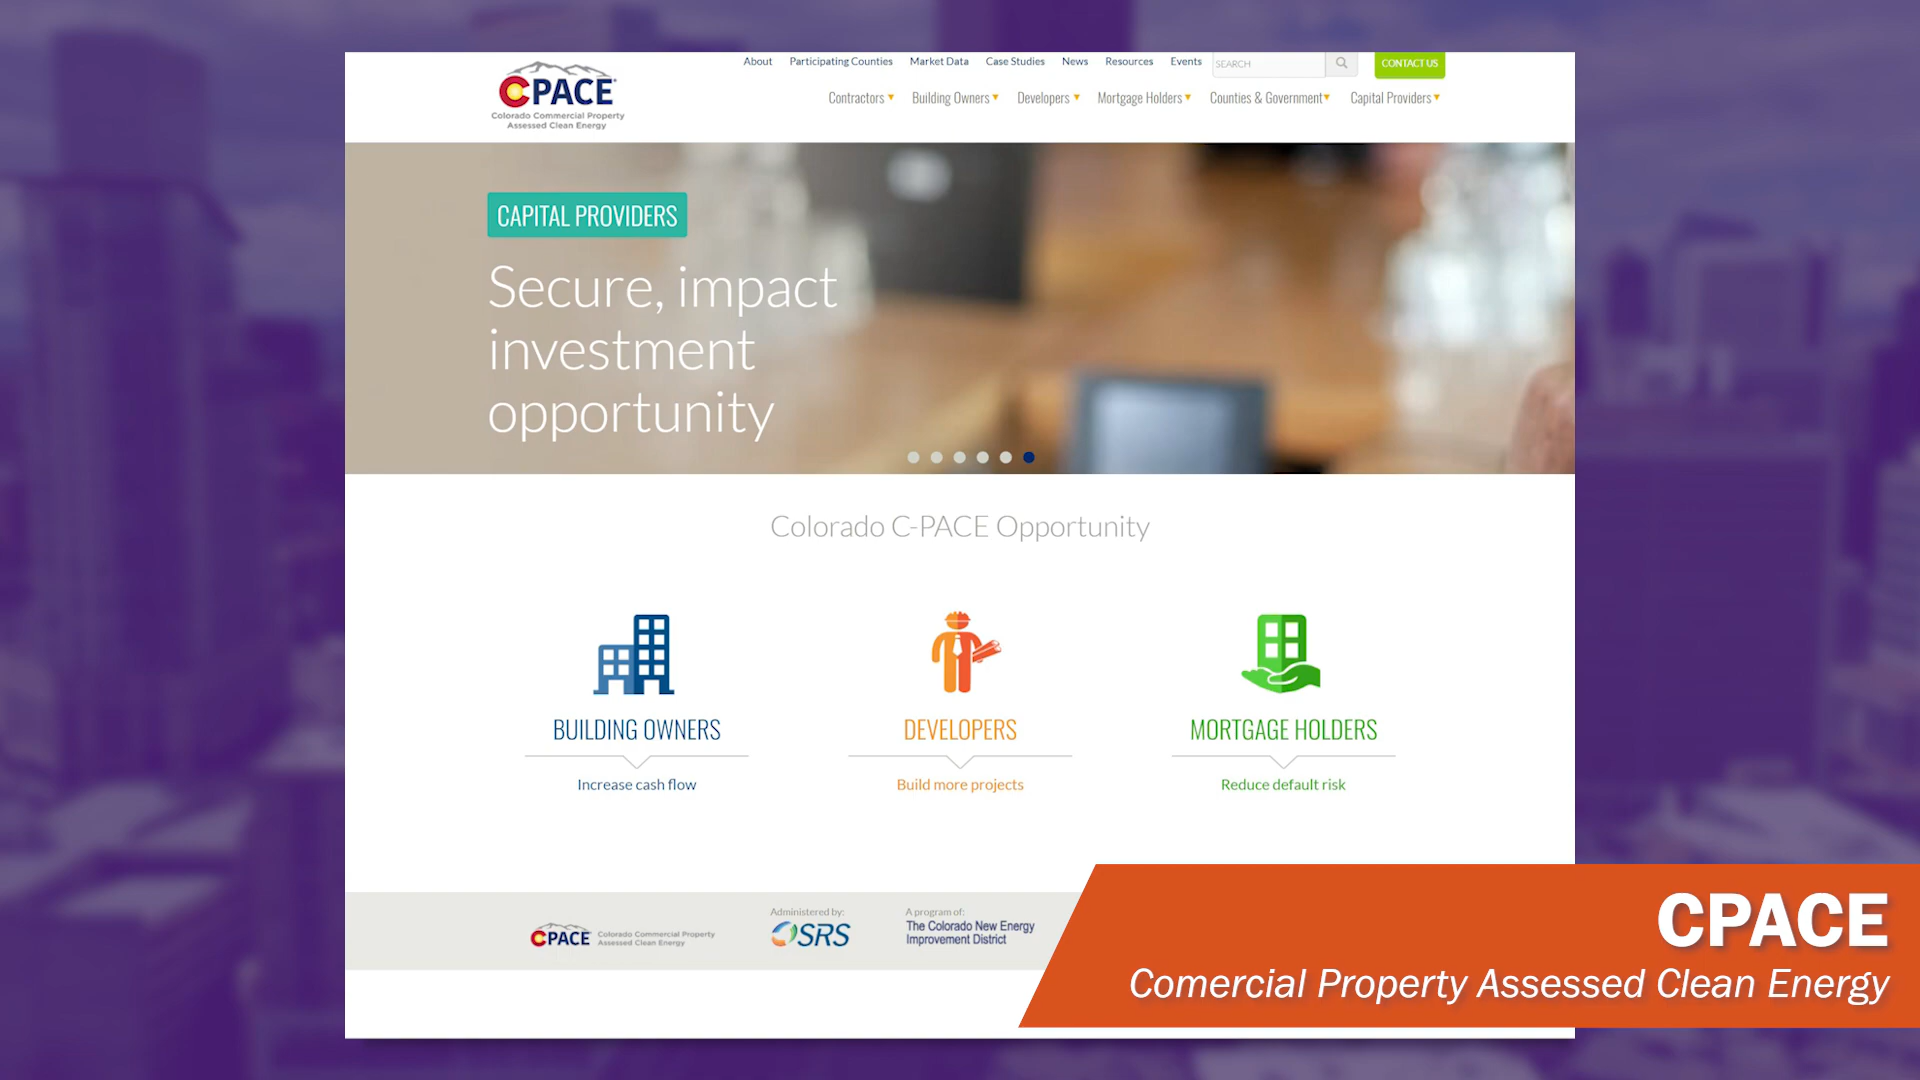 About Participating Counties Market Data Case Studies News Resources Events SEARCH CONTACT US
CPACE
Colorado Commercial Property
Assessed Clean Energy
Contractors Building Owners Developers Mortgage Holders Counties & Government Capital Providers
CAPITAL PROVIDERS
Secure, impact
investment
opportunity
Colorado C-PACE Opportunity
BUILDING OWNERS
Increase cash flow
DEVELOPERS
Build more projects
MORTGAGE HOLDERS
Reduce default risk
CPACE Colorado Commercial Property
Assessed Clean Energy
Administered by:
SRS
A program of:
The Colorado New Energy
Improvement District
CPACE
Comercial Property Assessed Clean Energy